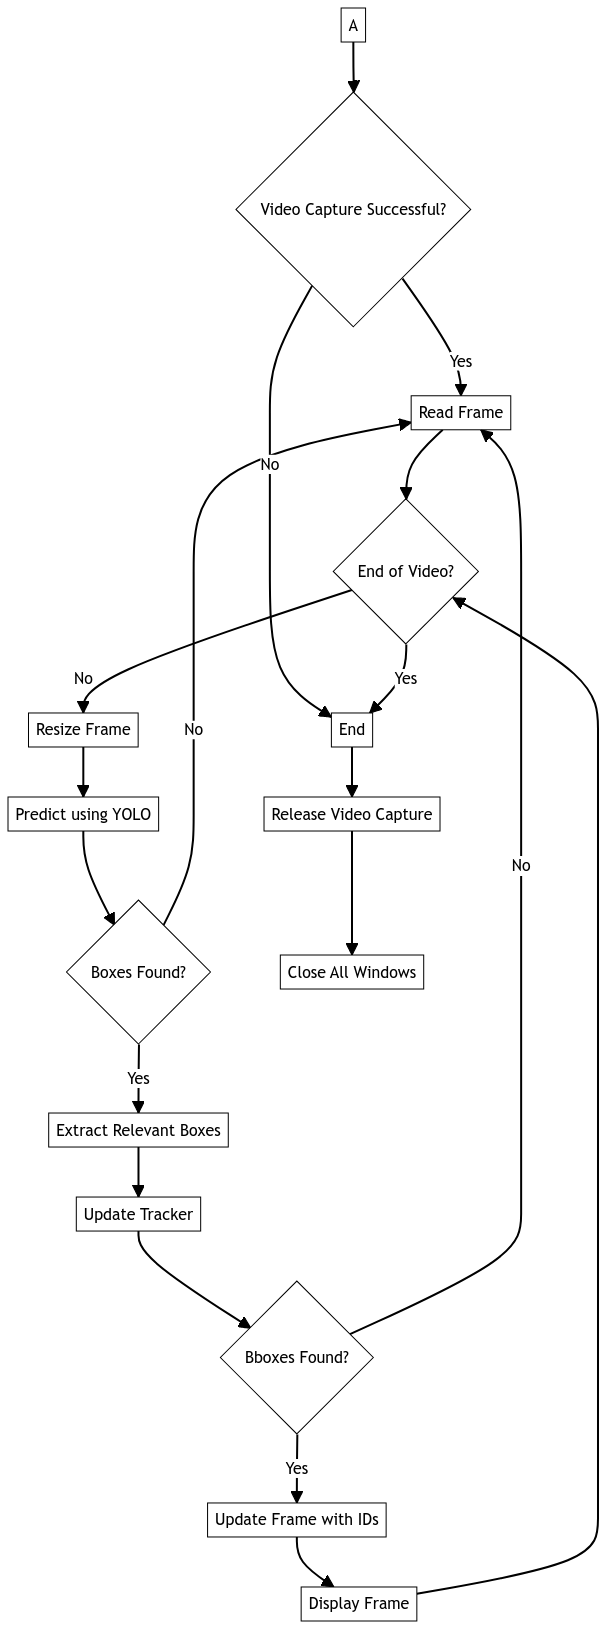 A
Video Capture Successful?
Yes
Read Frame
No
End of Video?
No
Yes
Resize Frame
No
End
Predict using YOLO
Release Video Capture
No
Boxes Found?
Close All Windows
Yes
Extract Relevant Boxes
Update Tracker
Bboxes Found?
Yes
Update Frame with IDs
Display Frame